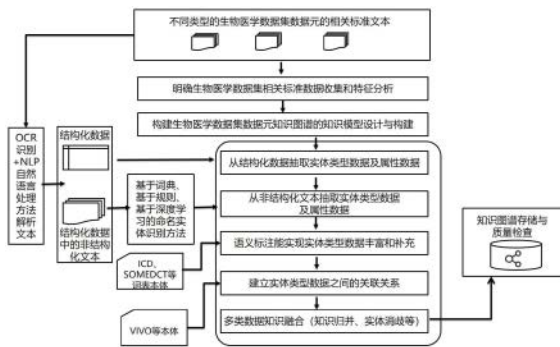 不同类型的生物医学数据集数据元的相关标准文本
明确生物医学数据集相关标准数据收集和特征分析
构建生物医学数据集数据元知识图谱的知识模型设计与构建
OCR
识别
+NLP
自然
语言
处理
方法
解析
文本
结构化数据
结构化数据
中的非结构
化文本
基于词典、
基于规则、
基于深度学
习的命名实
体识别方法
从结构化数据抽取实体类型数据及属性数据
从非结构化文本抽取实体类型数据
及属性数据
语义标注能实现实体类型数据丰富和补充
建立实体类型数据之间的关联关系
多类数据知识融合（知识归并、实体消歧等）
ICD、
SOMEDCT等
词表本体
VIVO等本体
知识图谱存储与
质量检查